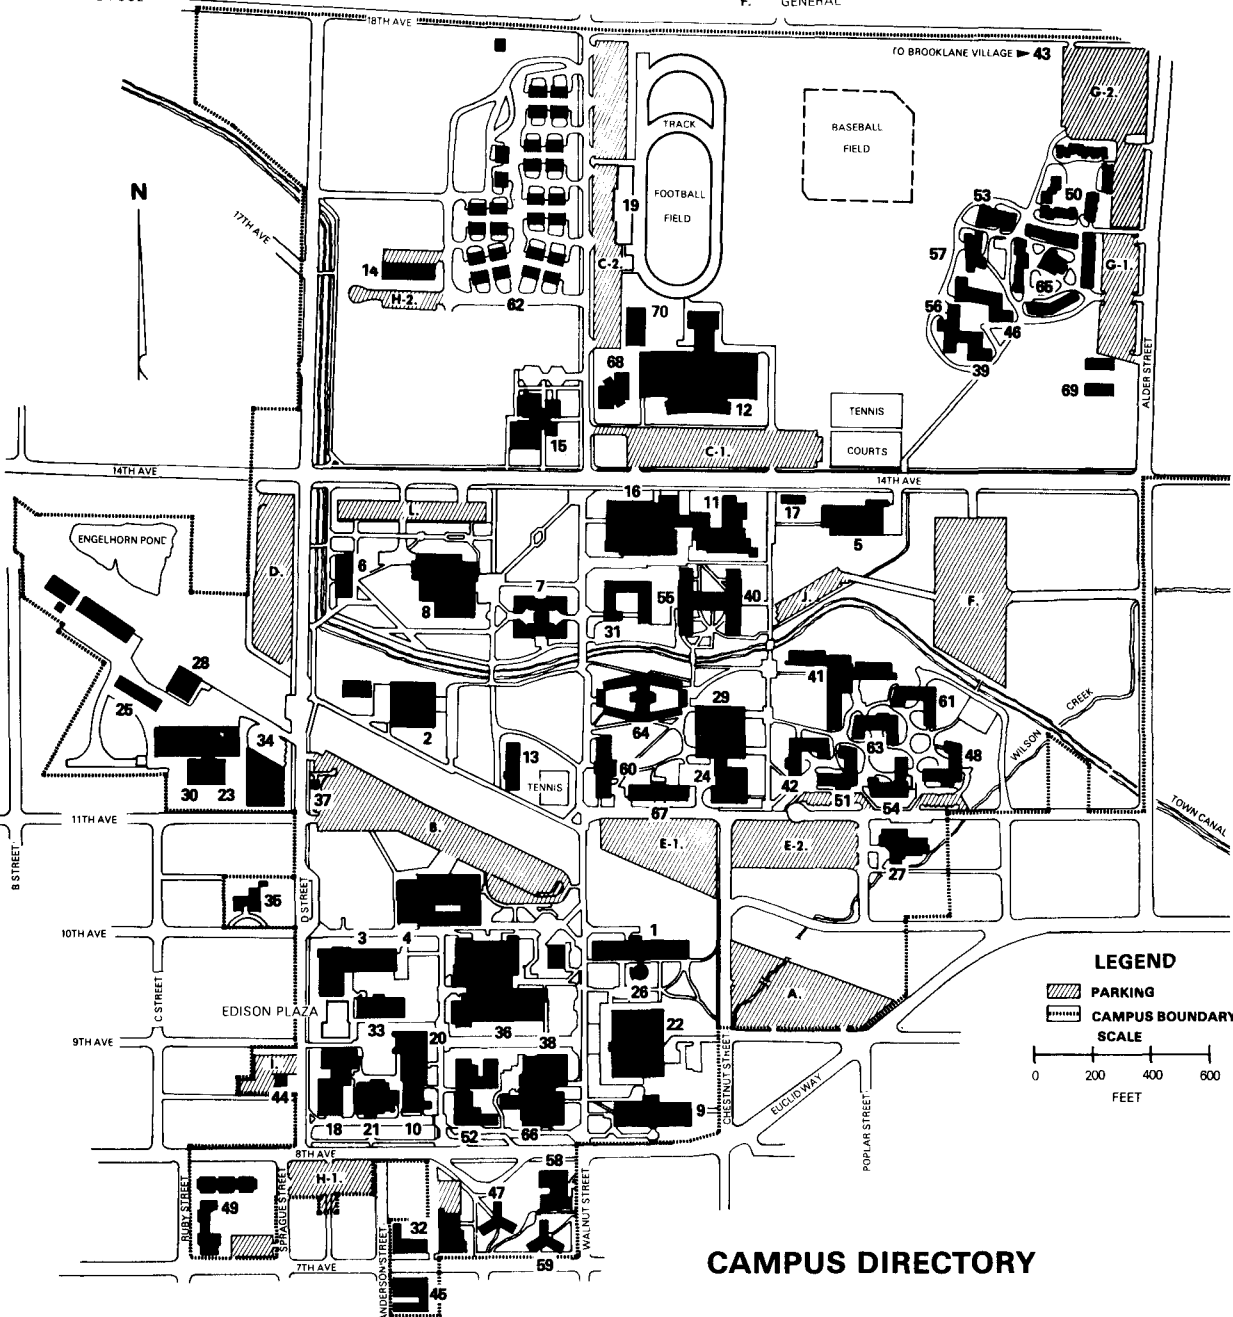 F. GENERAL
18TH AVE
TO BROOKLANE VILLAGE ► 43
G-2.
TRACK
BASEBALL
FIELD
N
17TH AVE
19
FOOTBALL
FIELD
53
50
57
14
H-2.
C-2.
62
G-1.
65
70
56
46
68
39
69
ALDER STREET
12
TENNIS
15
C-1.
COURTS
14TH AVE
14TH AVE
16
11
17
L.
5
ENGELHORN POND
D.
6
7
8
55
40
J.
F.
31
28
41
61
CREEK
25
29
34
2
64
63
WILSON
13
60
24
48
TENNIS
42
30
23
37
51
54
67
TOWN CANAL
11TH AVE
B.
E-1.
E-2.
B STREET
27
35
D STREET
10TH AVE
3
4
1
LEGEND
PARKING
CAMPUS BOUNDARY
SCALE
0 200 400 600
FEET
C STREET
26
A.
EDISON PLAZA
33
36
22
9TH AVE
20
38
I.
44
CHESTNUT STREET
EUCLID WAY
9
18
21
10
52
66
POPLAR STREET
8TH AVE
58
H-1.
47
RUBY STREET
49
SPRAGUE STREET
32
WALNUT STREET
7TH AVE
59
ANDERSON STREET
45
CAMPUS DIRECTORY